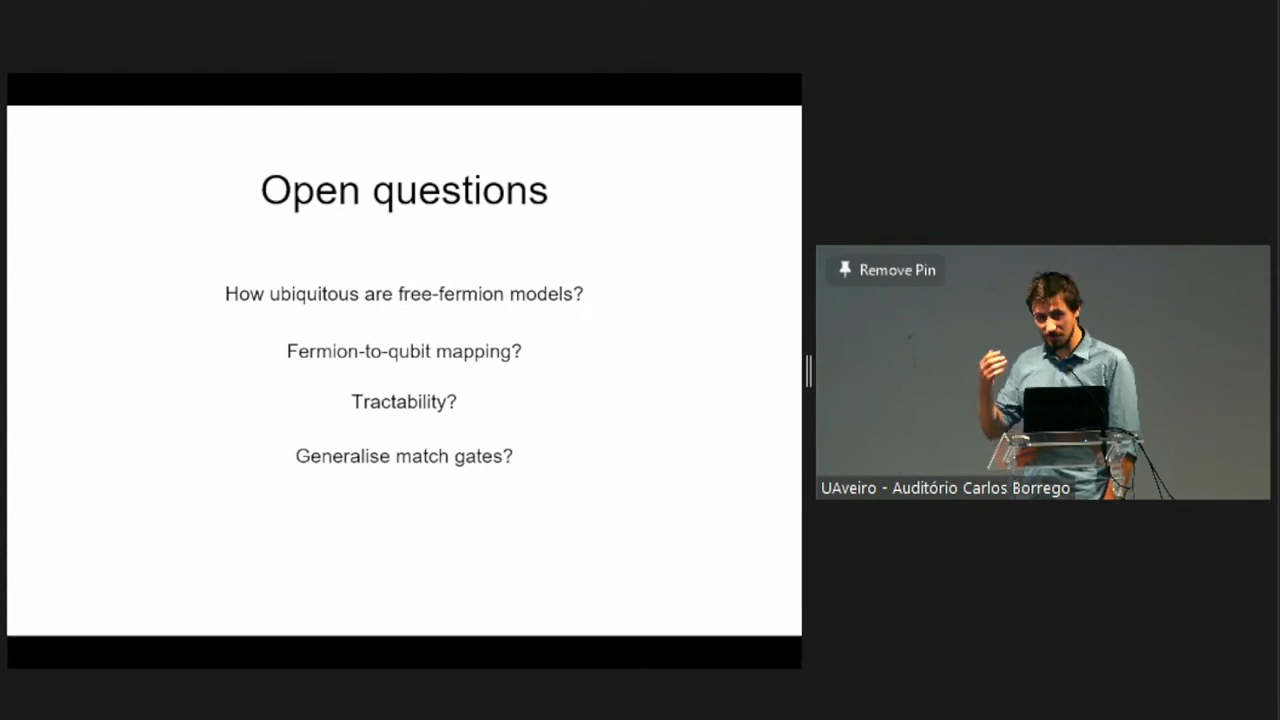 Open questions
How ubiquitous are free-fermion models?
Fermion-to-qubit mapping?
Tractability?
Generalise match gates?
Remove Pin
UAveiro - Auditório Carlos Borrego